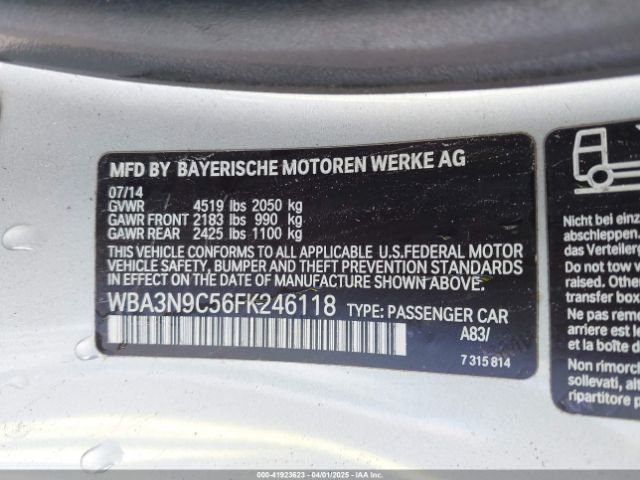 MFD BY BAYERISCHE MOTOREN WERKE AG
07/14
GVWR 4519 lbs 2050 kg
GAWR FRONT 2183 lbs 990 kg
GAWR REAR 2425 lbs 1100 kg
THIS VEHICLE CONFORMS TO ALL APPLICABLE U.S.FEDERAL MOTOR
VEHICLE SAFETY, BUMPER AND THEFT PREVENTION STANDARDS
IN EFFECT ON THE DATE OF MANUFACTURE SHOWN ABOVE.
WBA3N9C56FK246118 TYPE: PASSENGER CAR
A83/
7 315 814
Nicht bei einz
abschleppen.
das Verteilerg
Do not tow
raised. Other
transfer box
Ne pas remo
arriere est s
et la boîte d
Non rimorch
sollevati, alt
ripartitore p
000-41923623 - 04/01/2025 - IAAI.com